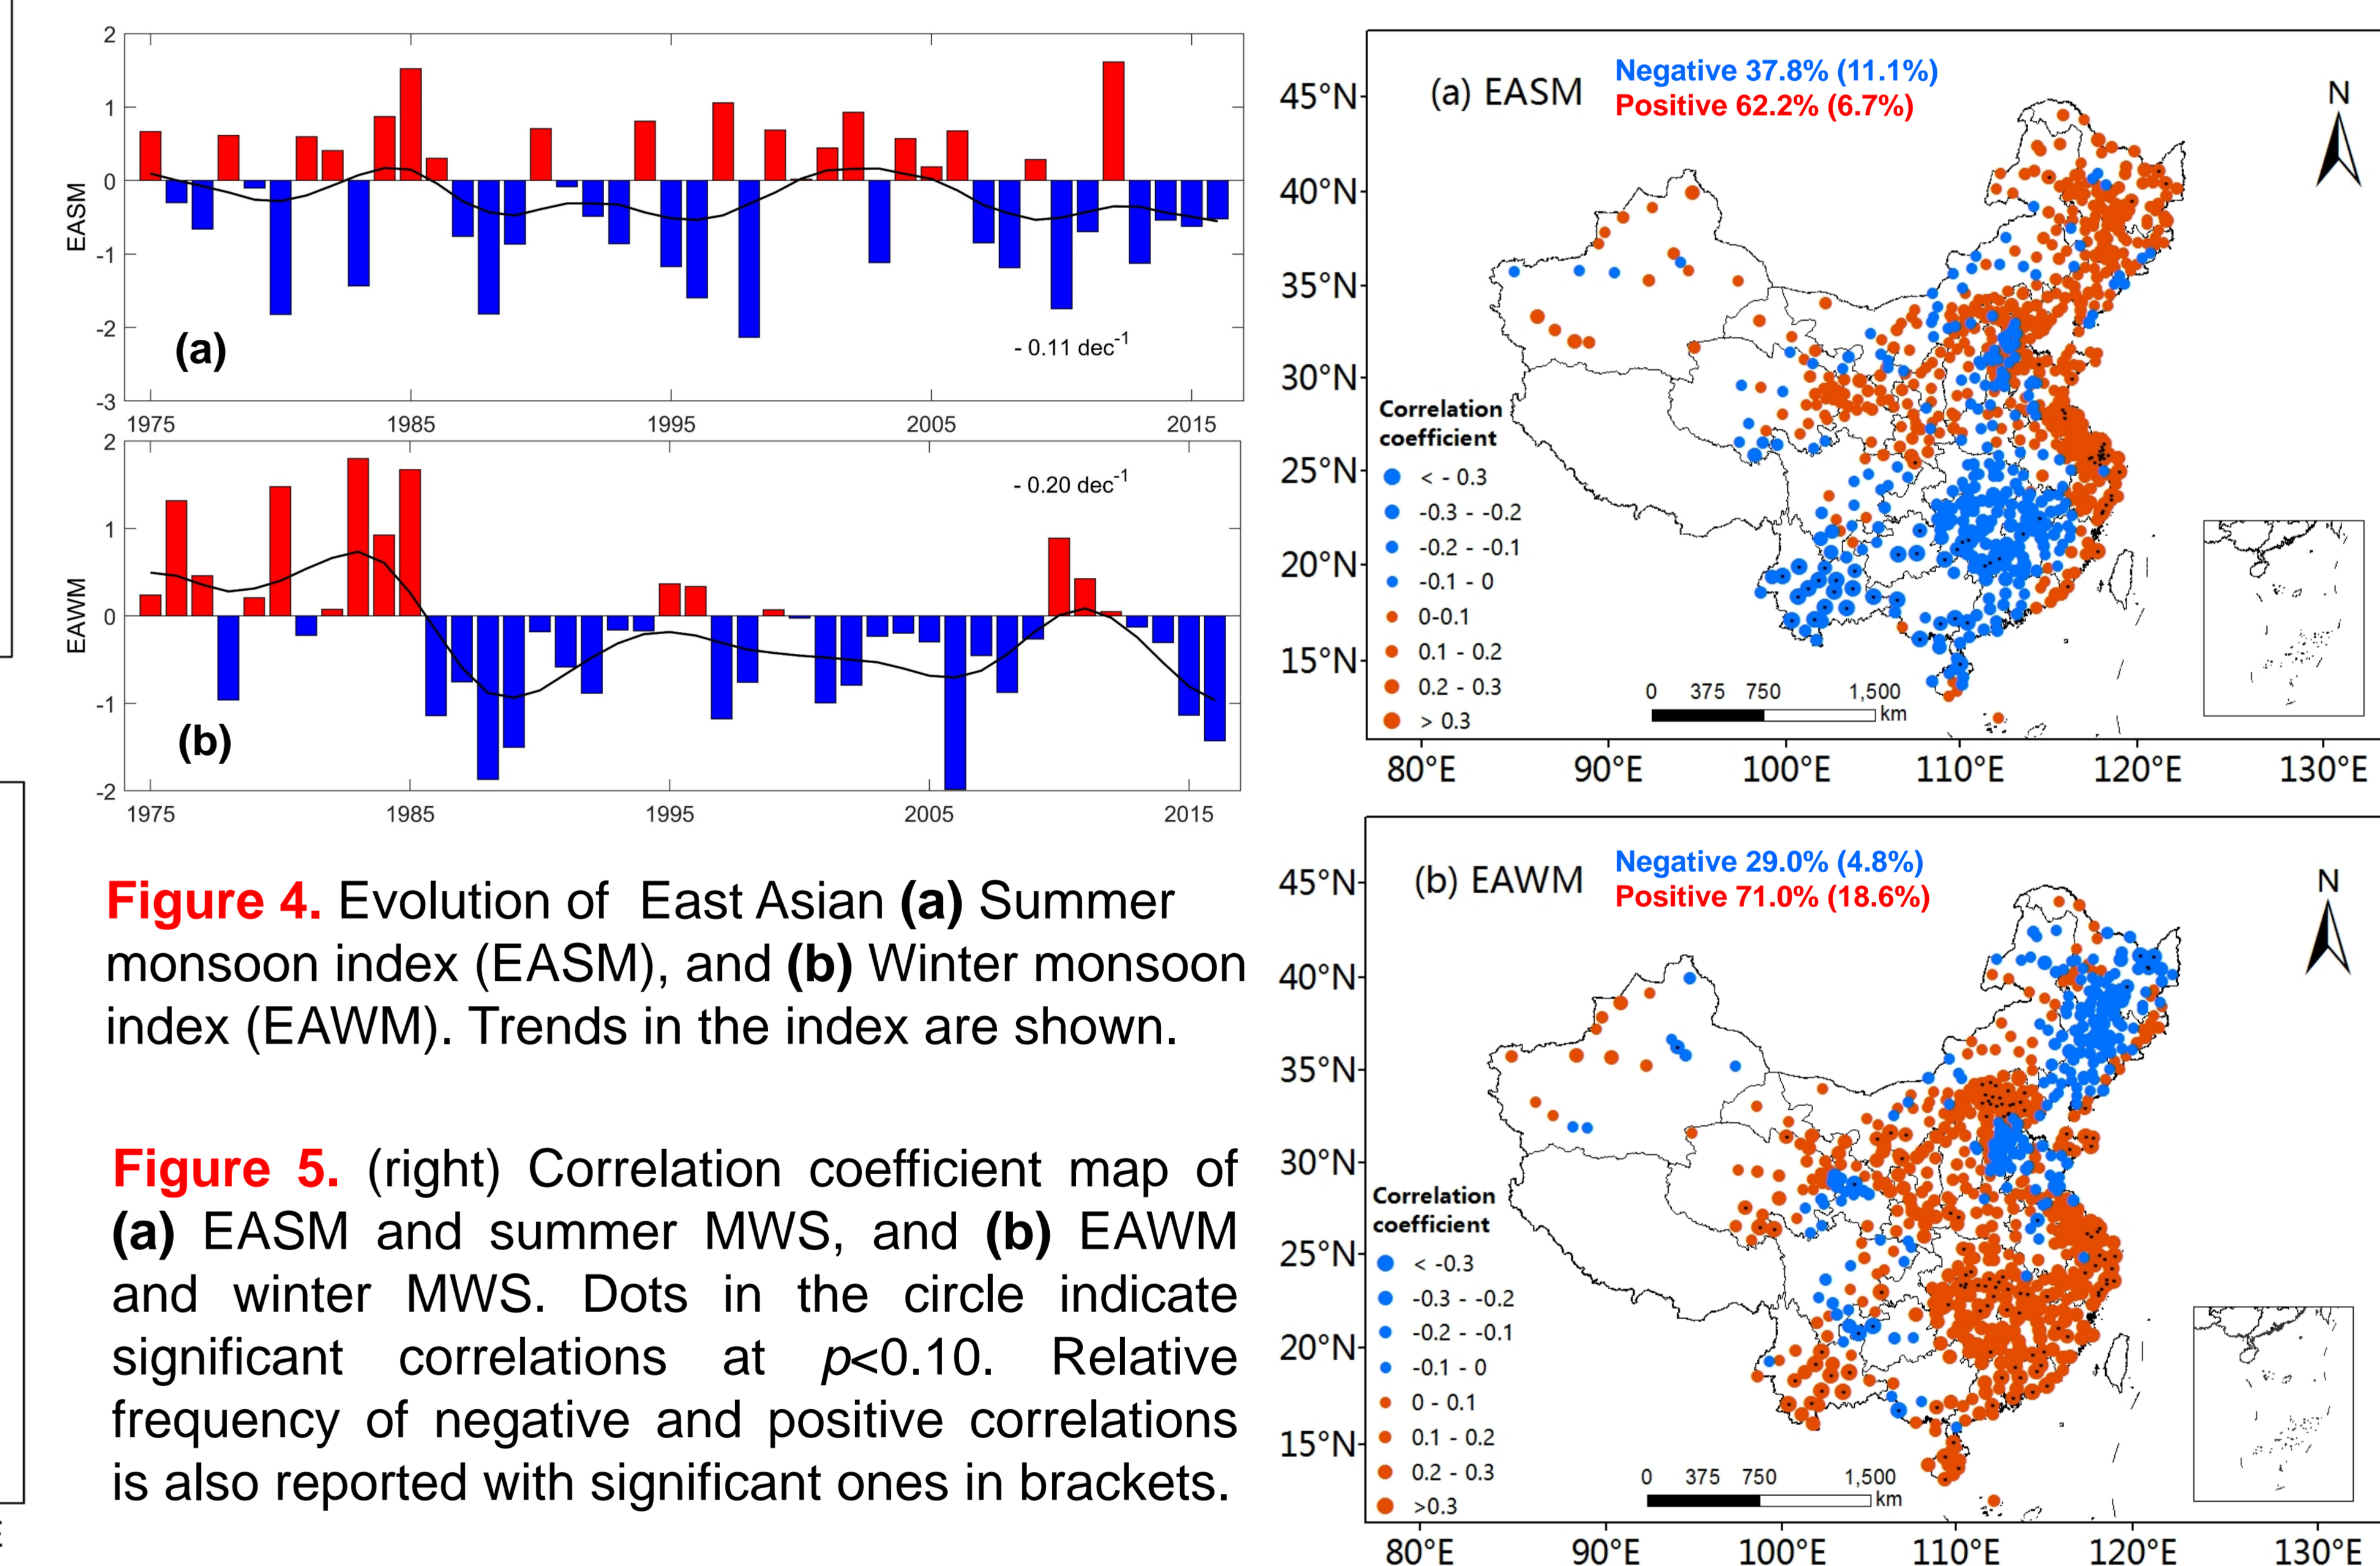 2
1
0
-1
-2
-3
EASM
(a)
- 0.11 dec-1
1975
1985
1995
2005
2015
2
1
0
-1
-2
EAWM
(b)
- 0.20 dec-1
1975
1985
1995
2005
2015
Figure 4. Evolution of East Asian (a) Summer
monsoon index (EASM), and (b) Winter monsoon
index (EAWM). Trends in the index are shown.
Figure 5. (right) Correlation coefficient map of
(a) EASM and summer MWS, and (b) EAWM
and winter MWS. Dots in the circle indicate
significant correlations at p<0.10. Relative
frequency of negative and positive correlations
is also reported with significant ones in brackets.
(a) EASM
Negative 37.8% (11.1%)
Positive 62.2% (6.7%)
N
45°N
40°N
35°N
30°N
25°N
20°N
15°N
Correlation
coefficient
< - 0.3
-0.3 - -0.2
-0.2 - -0.1
-0.1 - 0
0-0.1
0.1 - 0.2
0.2 - 0.3
> 0.3
0 375 750 1,500
km
80°E
90°E
100°E
110°E
120°E
130°E
(b) EAWM
Negative 29.0% (4.8%)
Positive 71.0% (18.6%)
N
45°N
40°N
35°N
30°N
25°N
20°N
15°N
Correlation
coefficient
< -0.3
-0.3 - -0.2
-0.2 - -0.1
-0.1 - 0
0 - 0.1
0.1 - 0.2
0.2 - 0.3
>0.3
0 375 750 1,500
km
80°E
90°E
100°E
110°E
120°E
130°E